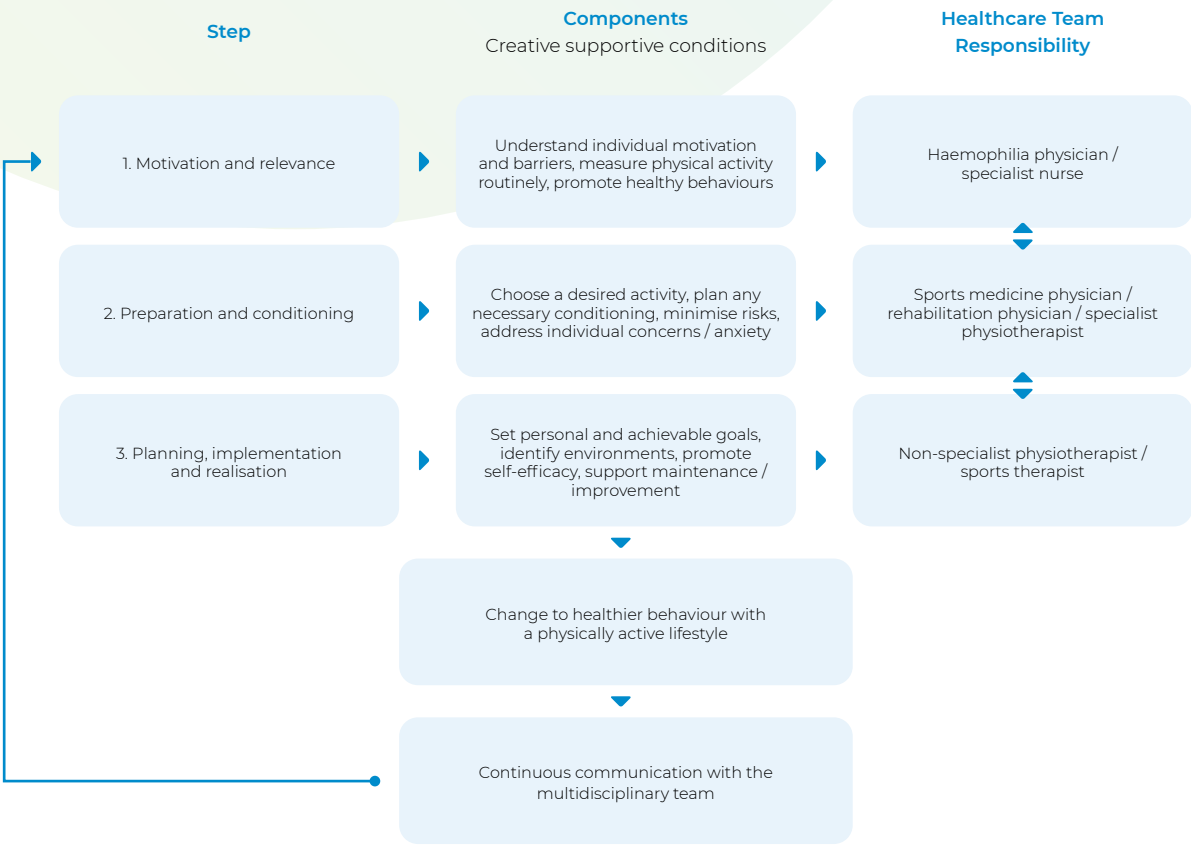 Step
Components
Creative supportive conditions
Healthcare Team
Responsibility
1. Motivation and relevance
Understand individual motivation
and barriers, measure physical activity
routinely, promote healthy behaviours
Haemophilia physician /
specialist nurse
2. Preparation and conditioning
Choose a desired activity, plan any
necessary conditioning, minimise risks,
address individual concerns / anxiety
Sports medicine physician /
rehabilitation physician / specialist
physiotherapist
3. Planning, implementation
and realisation
Set personal and achievable goals,
identify environments, promote
self-efficacy, support maintenance /
improvement
Non-specialist physiotherapist /
sports therapist
Change to healthier behaviour with
a physically active lifestyle
Continuous communication with the
multidisciplinary team